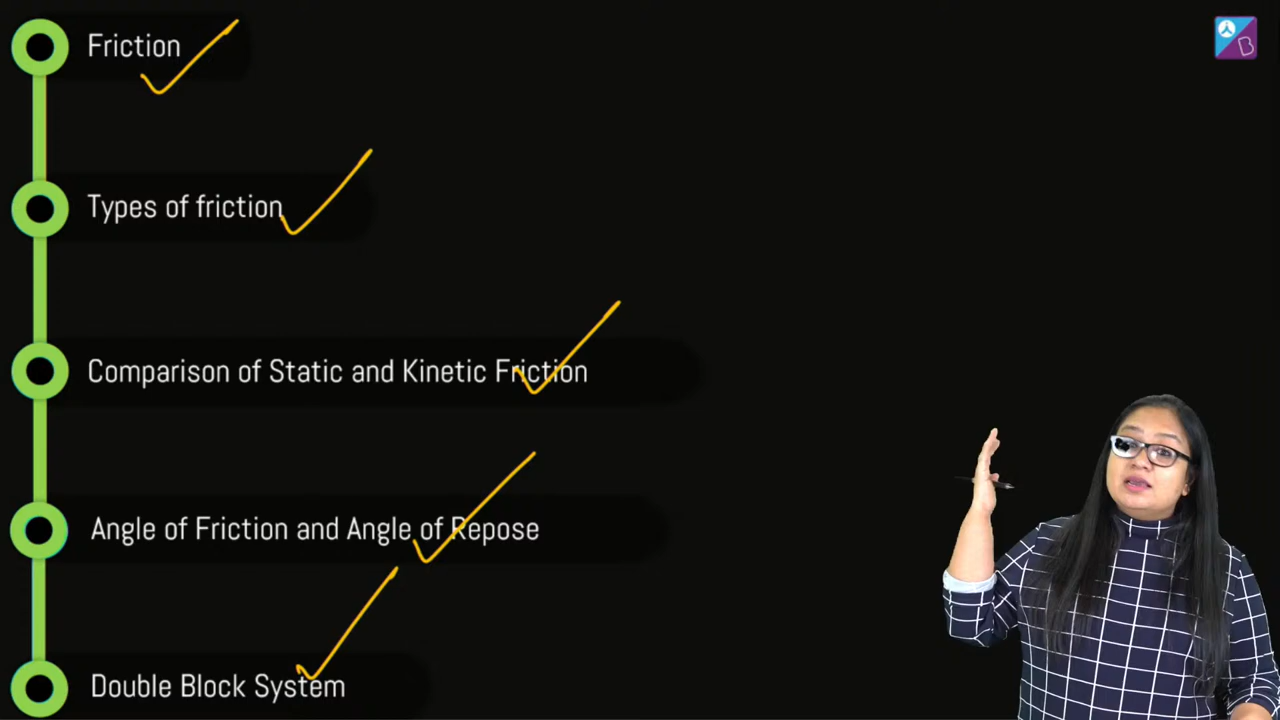 Friction
Types of friction
Comparison of Static and Kinetic Friction
Angle of Friction and Angle of Repose
Double Block System
B